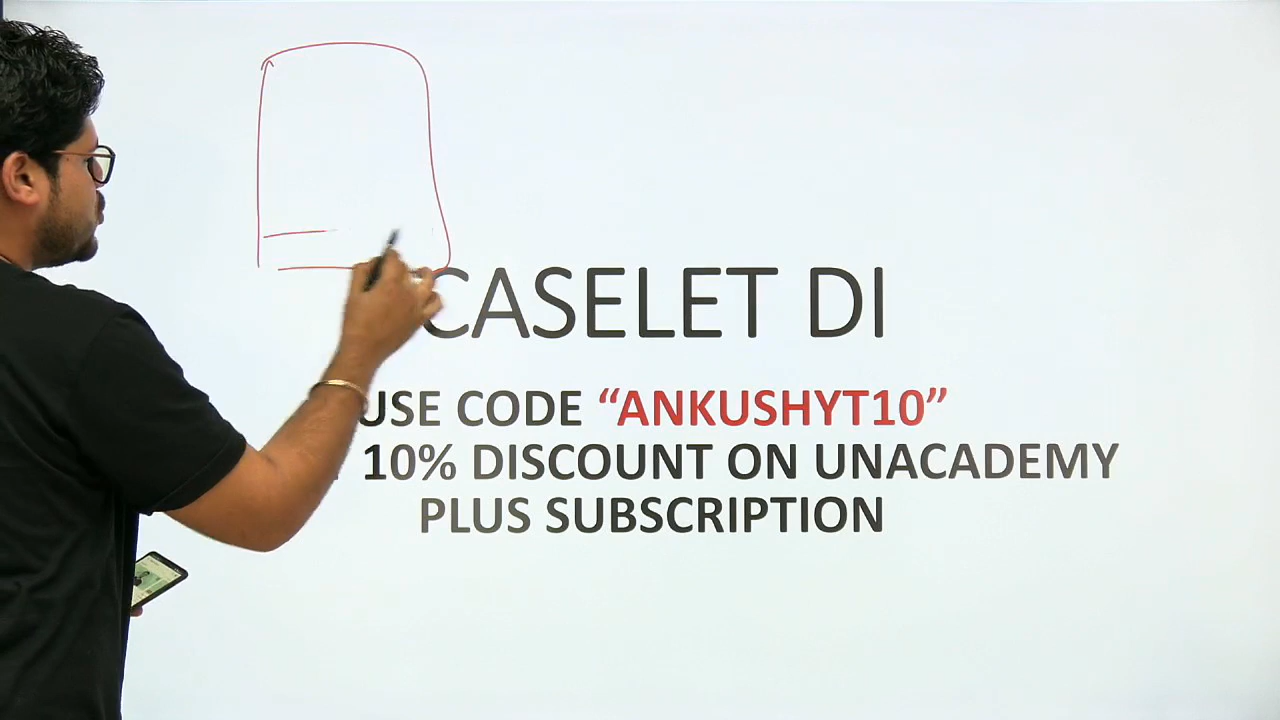 CASELET DI
USE CODE “ANKUSHYT10”
10% DISCOUNT ON UNACADEMY
PLUS SUBSCRIPTION